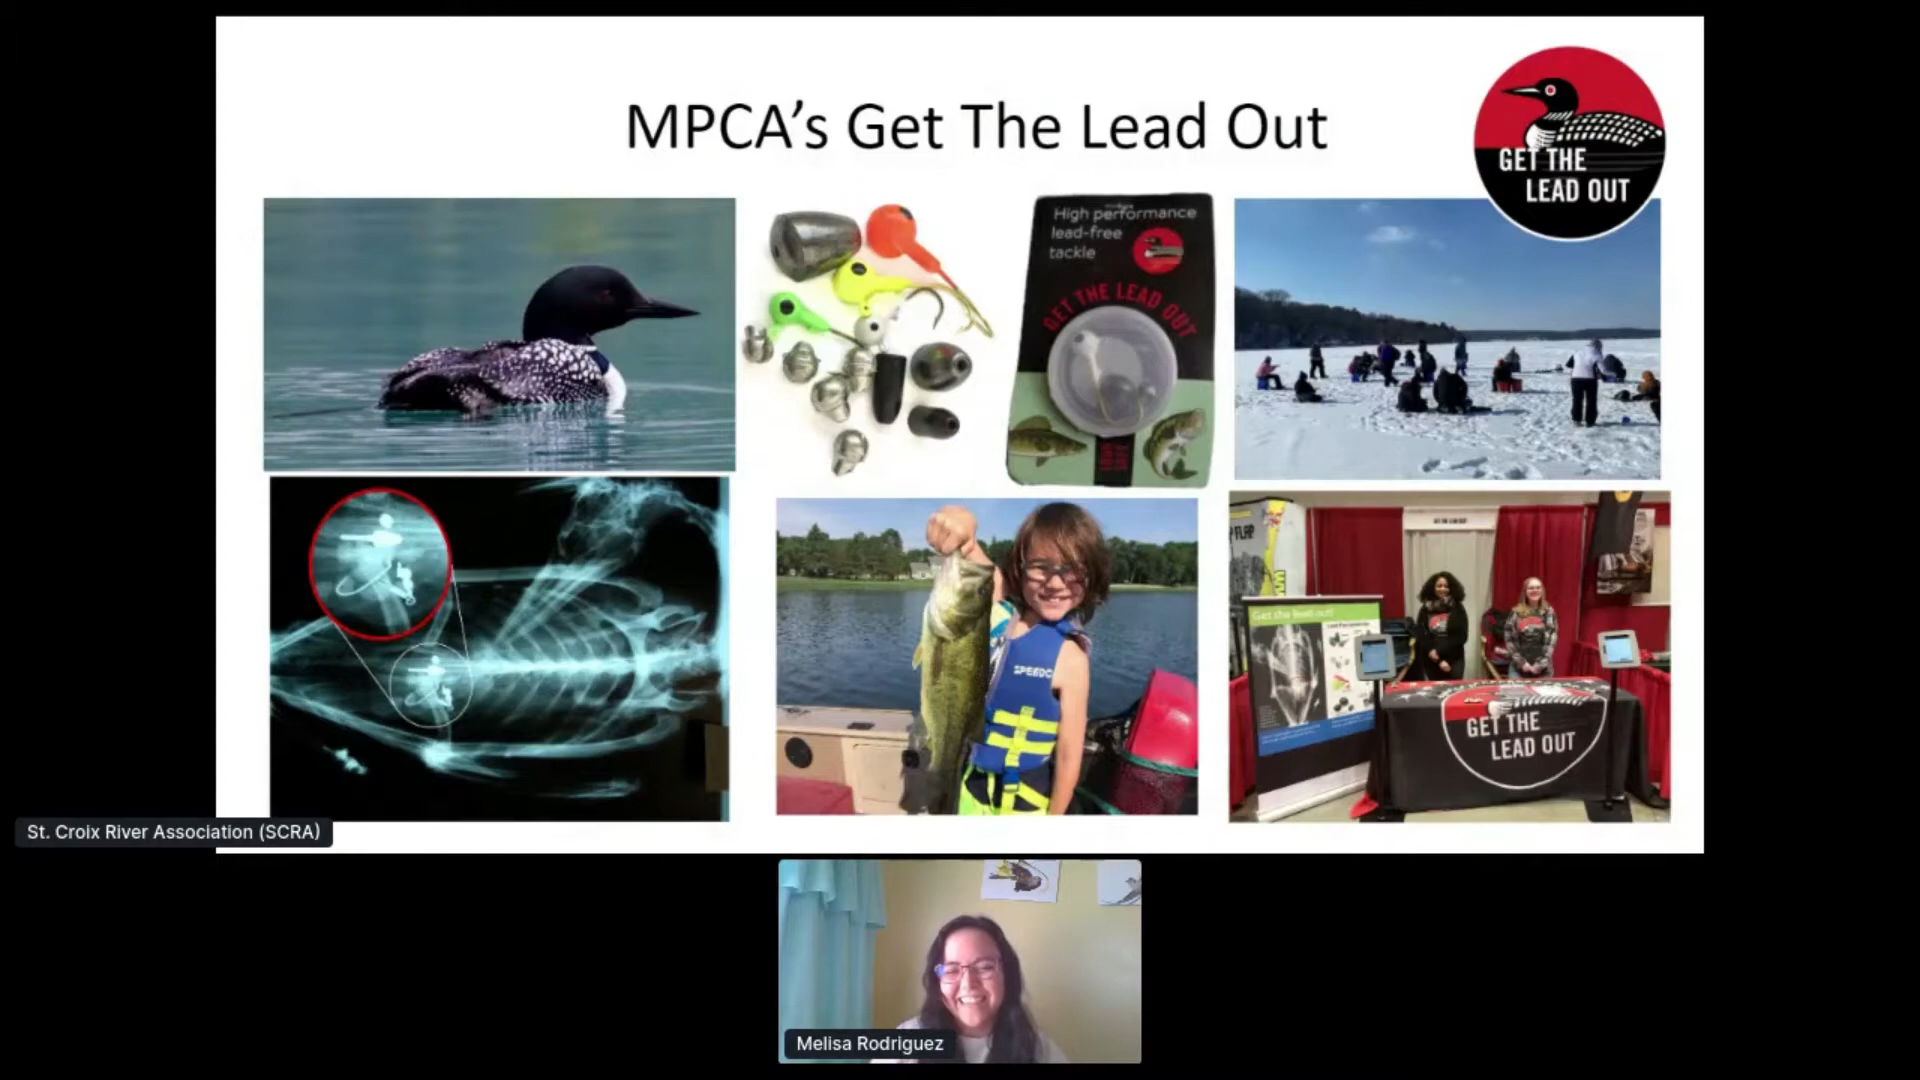 MPCA's Get The Lead Out
GET THE
LEAD OUT
High performance
lead-free
tackle
GET THE LEAD OUT
SPEEDO
Get the lead out!
GET THE
LEAD OUT
St. Croix River Association (SCRA)
Melisa Rodriguez